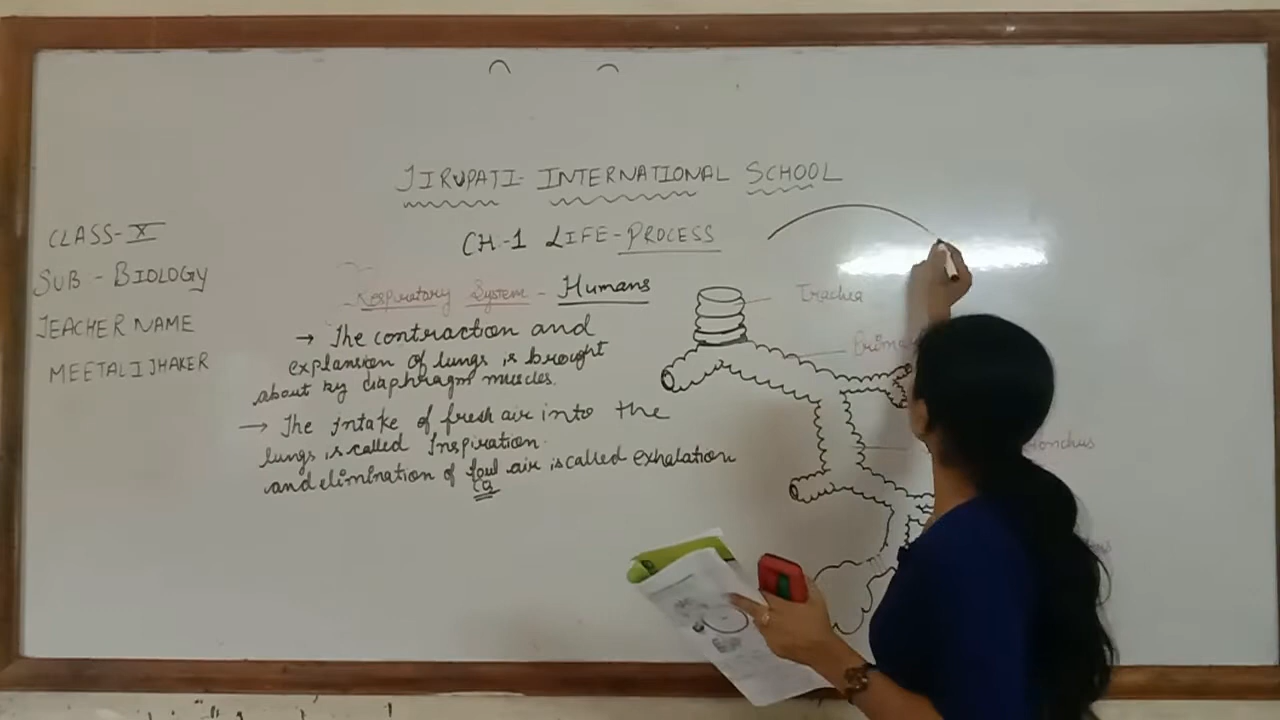 JIRUPATI- INTERNATIONAL SCHOOL
CH-1 LIFE-PROCESS
CLASS-X
SUB - BIOLOGY
JEACHER NAME
MEETALI JHAKER
Respiratory System - Humans
→ The contraction and
explansion of lungs is brought
about by diaphragm muscles.
→ The intake of fresh air into the
lungs is called Inspiration.
and elimination of foul air is called exhalation
Trachea